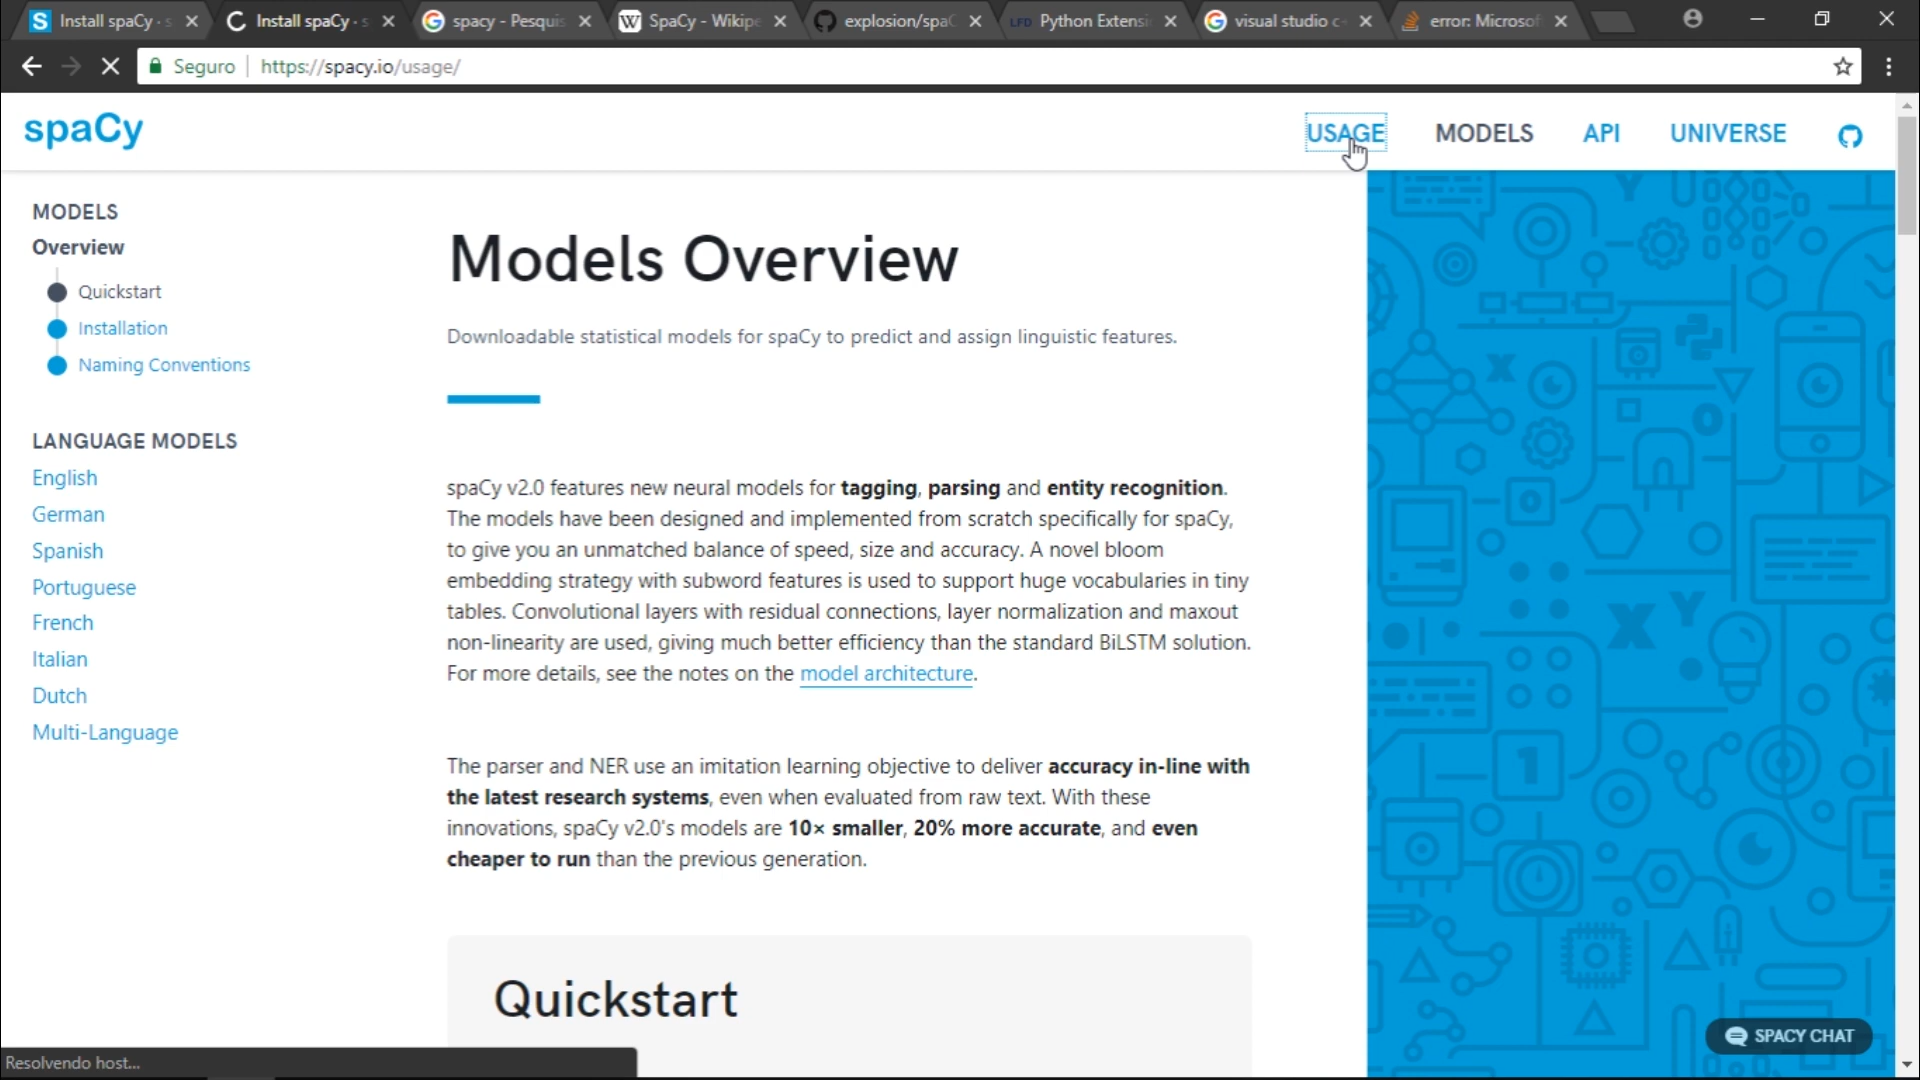 Install spaCy · s
Install spaCy · s
spacy - Pesquis
SpaCy - Wikipe
explosion/spaC
Python Extensi
visual studio c
error: Microsof
Seguro
https://spacy.io/usage/
spaCy
USAGE
MODELS
API
UNIVERSE
MODELS
Overview
Quickstart
Installation
Naming Conventions
LANGUAGE MODELS
English
German
Spanish
Portuguese
French
Italian
Dutch
Multi-Language
Models Overview
Downloadable statistical models for spaCy to predict and assign linguistic features.
spaCy v2.0 features new neural models for tagging, parsing and entity recognition.
The models have been designed and implemented from scratch specifically for spaCy,
to give you an unmatched balance of speed, size and accuracy. A novel bloom
embedding strategy with subword features is used to support huge vocabularies in tiny
tables. Convolutional layers with residual connections, layer normalization and maxout
non-linearity are used, giving much better efficiency than the standard BiLSTM solution.
For more details, see the notes on the model architecture.
The parser and NER use an imitation learning objective to deliver accuracy in-line with
the latest research systems, even when evaluated from raw text. With these
innovations, spaCy v2.0's models are 10× smaller, 20% more accurate, and even
cheaper to run than the previous generation.
Quickstart
SPACY CHAT
Resolvendo host...